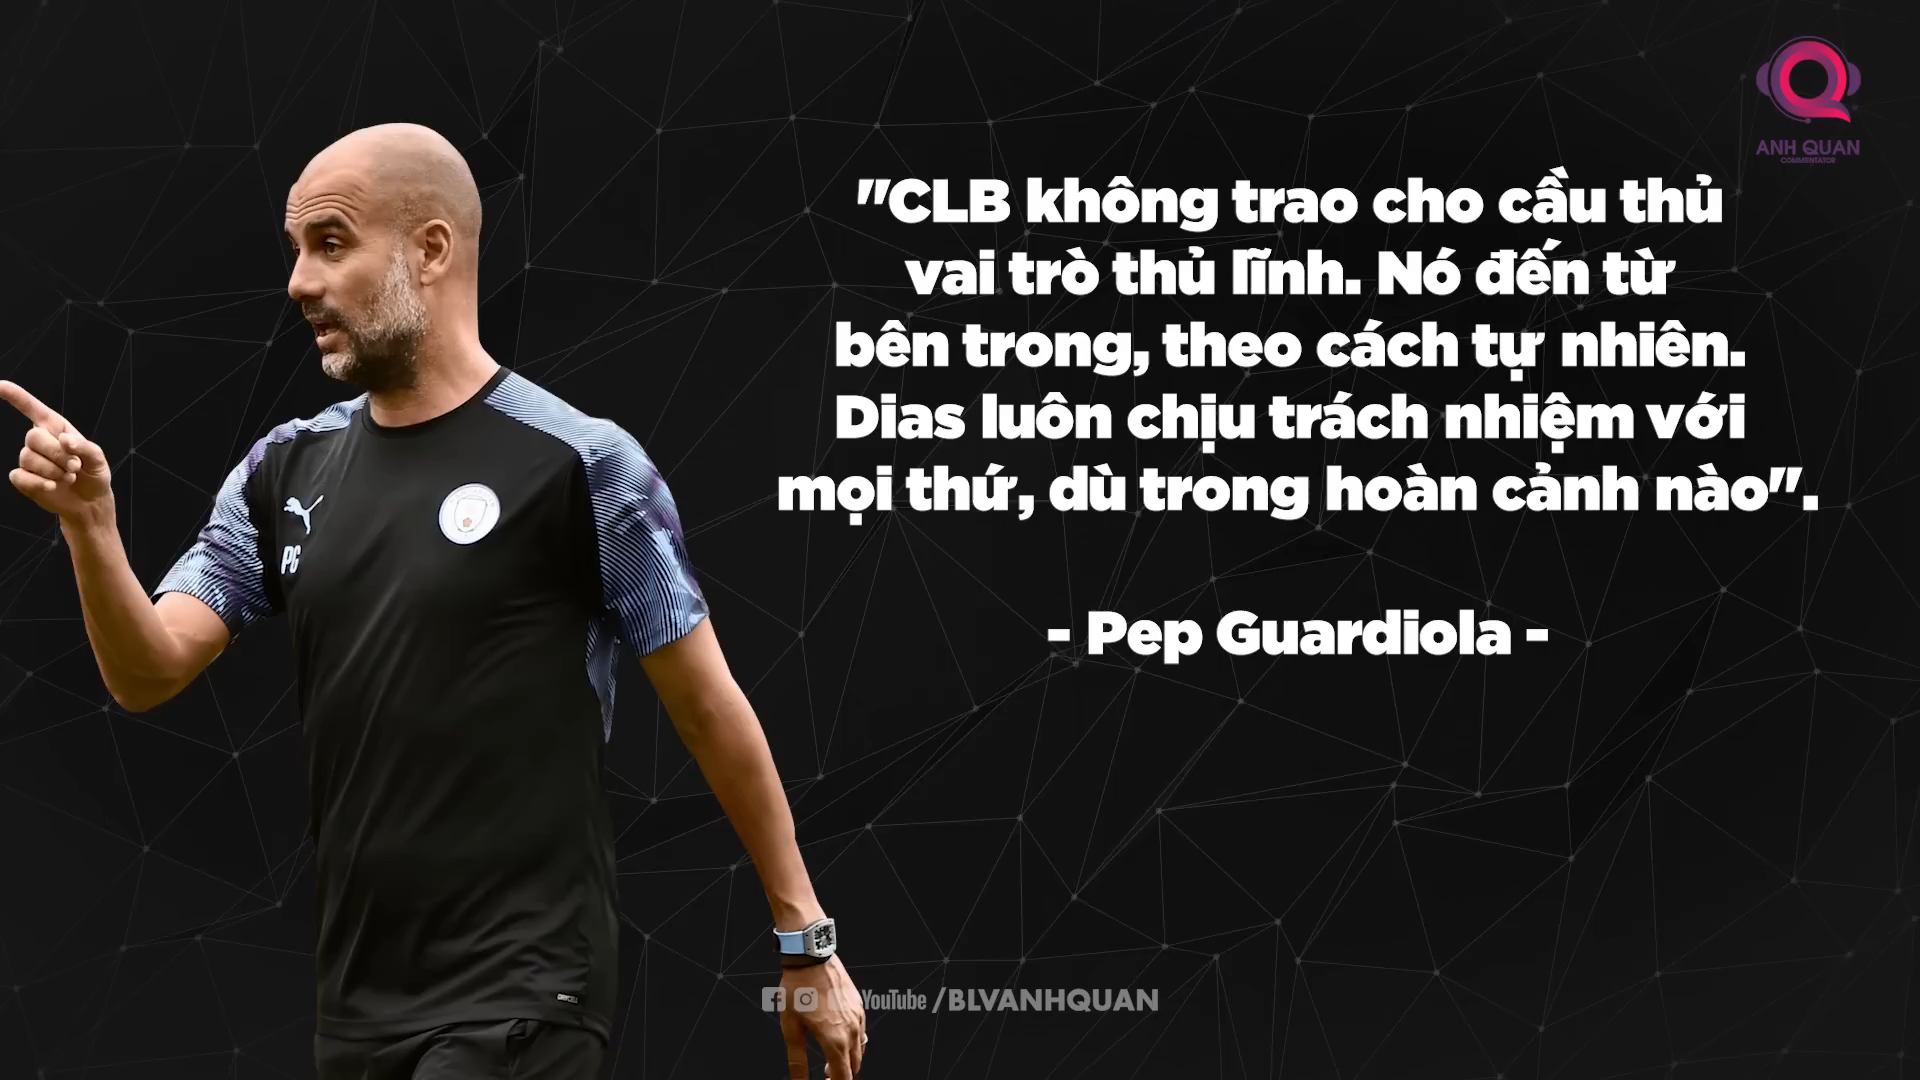 ANH QUAN
COMMENTATOR
"CLB không trao cho cầu thủ
vai trò thủ lĩnh. Nó đến từ
bên trong, theo cách tự nhiên.
Dias luôn chịu trách nhiệm với
mọi thứ, dù trong hoàn cảnh nào".
- Pep Guardiola -
PG
YouTube /BLVANHQUAN